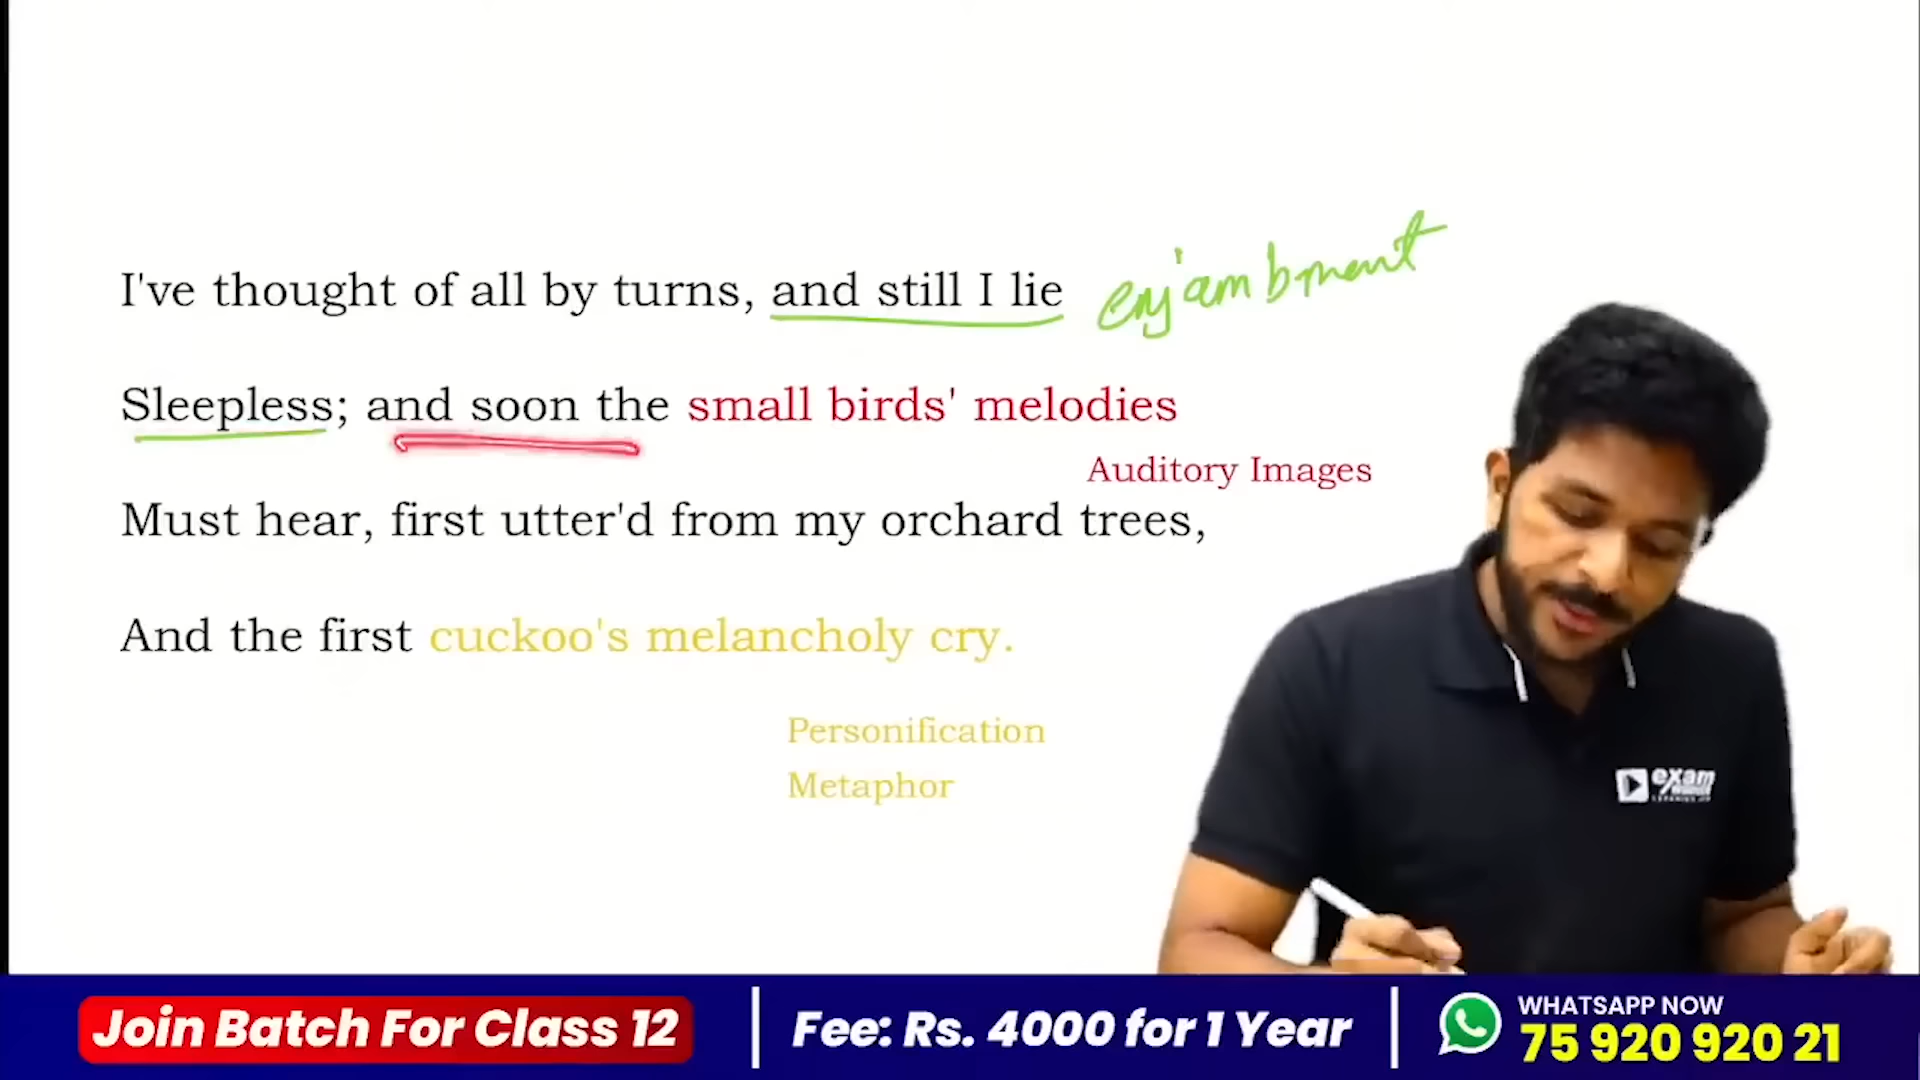 I've thought of all by turns, and still I lie enjambment
Sleepless; and soon the small birds' melodies
Auditory Images
Must hear, first utter'd from my orchard trees,
And the first cuckoo's melancholy cry.
Personification
Metaphor
exam
Join Batch For Class 12
Fee: Rs. 4000 for 1 Year
WHATSAPP NOW
75 920 920 21